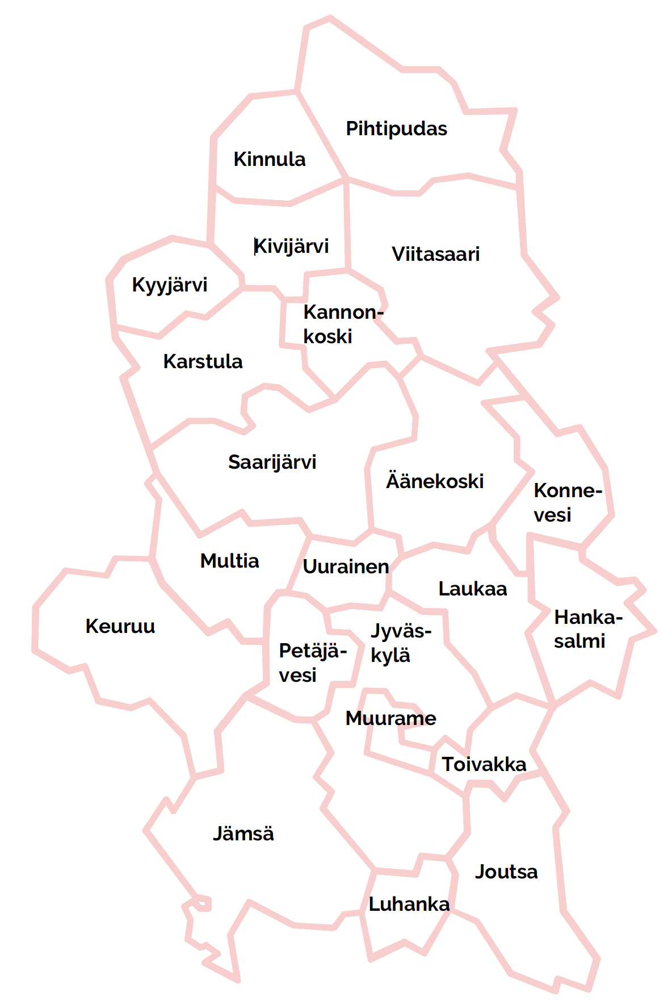 Pihtipudas
Kinnula
Kivijärvi
Viitasaari
Kyyjärvi
Kannon-
koski
Karstula
Saarijärvi
Äänekoski
Konne-
vesi
Multia
Uurainen
Laukaa
Keuruu
Jyväs-
kylä
Hanka-
salmi
Petäjä-
vesi
Muurame
Toivakka
Jämsä
Joutsa
Luhanka